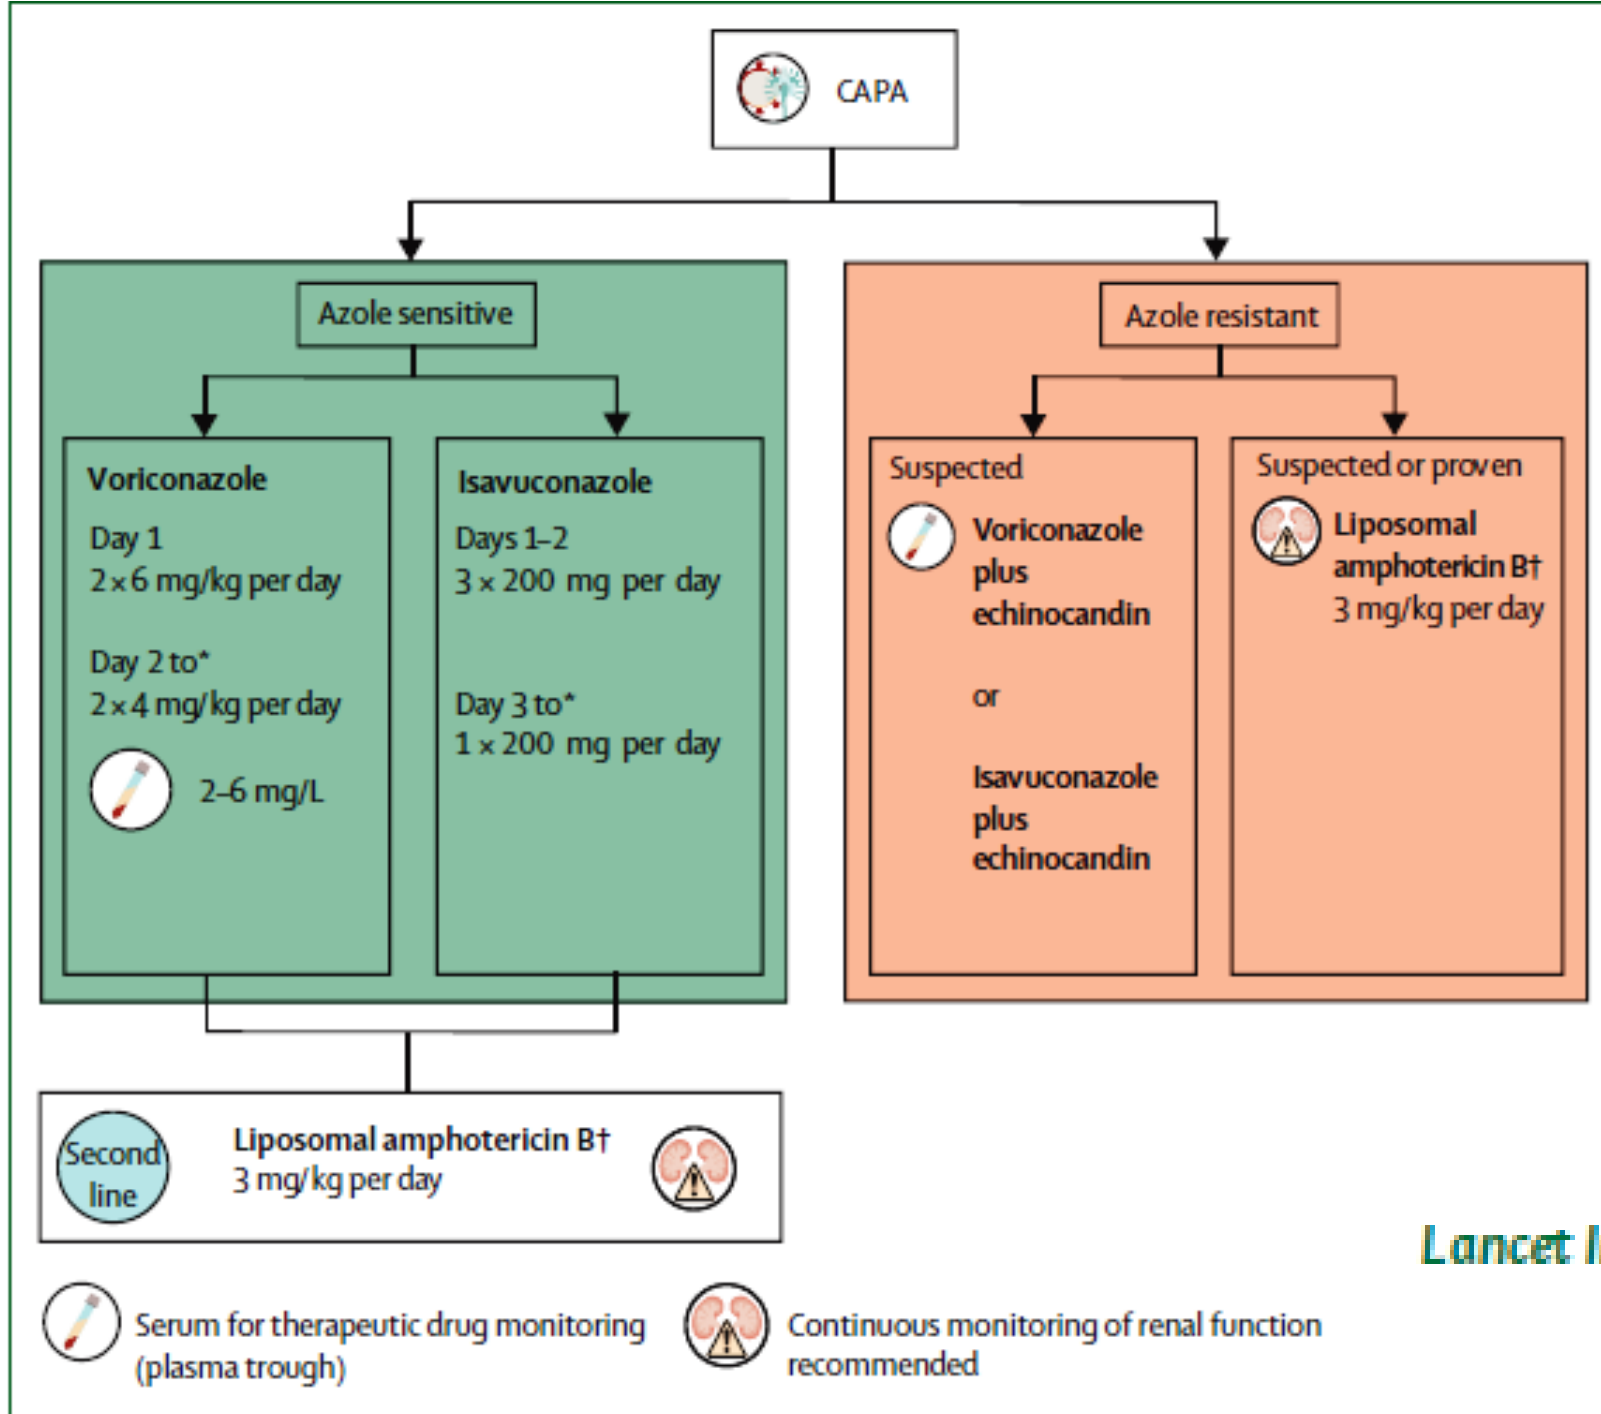 CAPA
Azole sensitive
Voriconazole
Day 1
2 × 6 mg/kg per day
Day 2 to*
2 × 4 mg/kg per day
2–6 mg/L
Isavuconazole
Days 1–2
3 × 200 mg per day
Day 3 to*
1 × 200 mg per day
Azole resistant
Suspected
Voriconazole
plus
echinocandin
or
Isavuconazole
plus
echinocandin
Suspected or proven
Liposomal
amphotericin B†
3 mg/kg per day
Second
line
Liposomal amphotericin B†
3 mg/kg per day
Lancet
Serum for therapeutic drug monitoring
(plasma trough)
Continuous monitoring of renal function
recommended